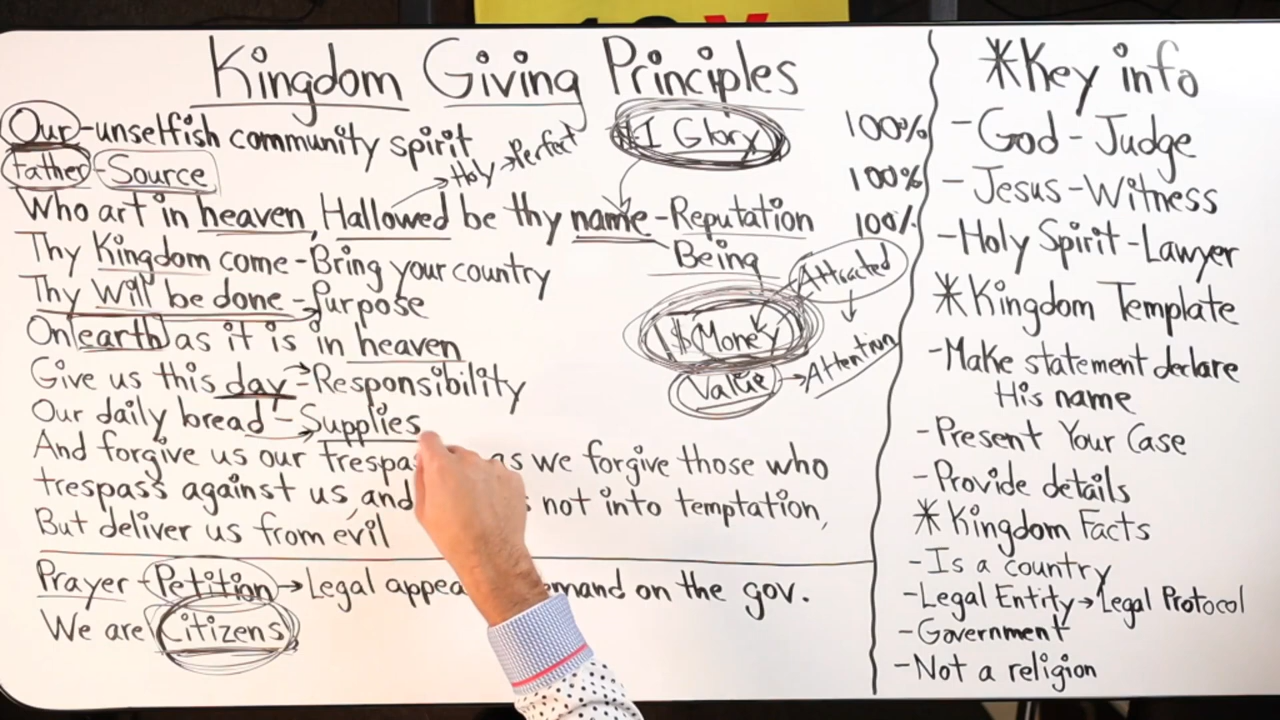 Kingdom Giving Principles
Our - unselfish community spirit
Father - Source
Holy → Perfect
Who art in heaven, Hallowed be thy name - Reputation
Being
Thy Kingdom come - Bring your country
Thy Will be done - Purpose
On earth as it is in heaven
Give us this day - Responsibility
Our daily bread - Supplies
And forgive us our as we forgive those who
trespass against us, and not into temptation,
But deliver us from evil
Prayer - Petition → Legal on the gov.
We are Citizens
#1 Glory
100%
100%
100%
Attracted
1 $ Money
Value → Attention
*Key info
- God - Judge
- Jesus - Witness
- Holy Spirit - Lawyer
*Kingdom Template
- Make statement declare
His name
- Present Your Case
- Provide details
*Kingdom Facts
- Is a country
- Legal Entity → Legal Protocol
- Government
- Not a religion